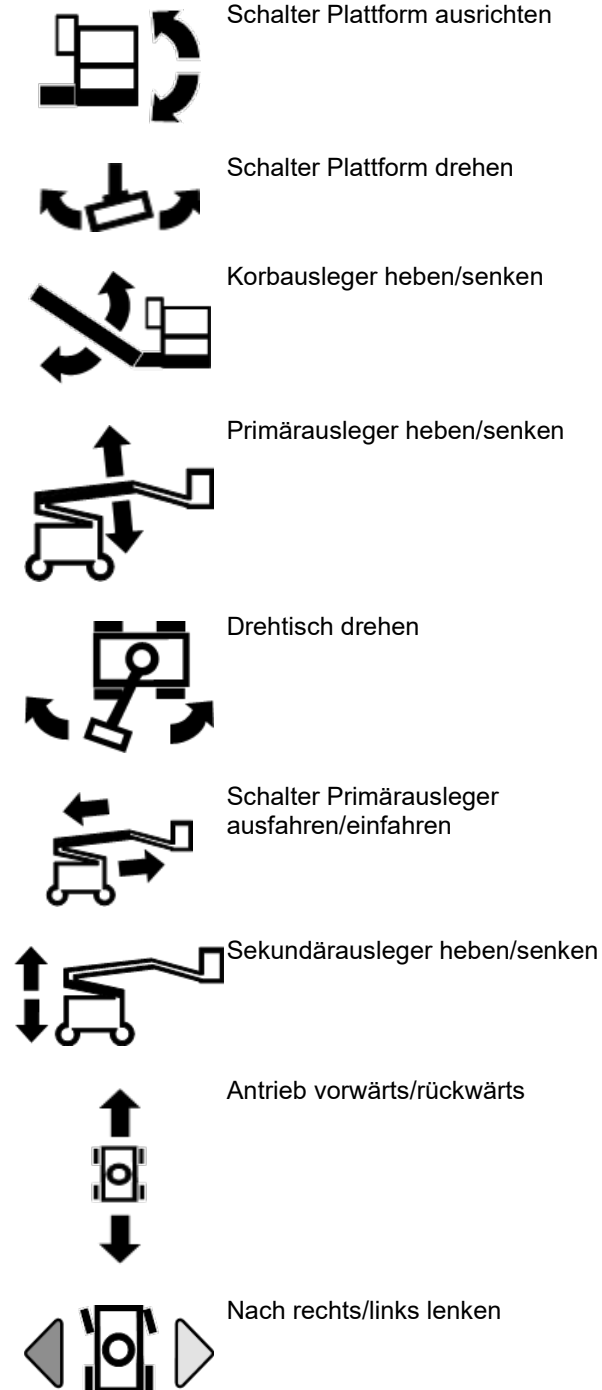 Schalter Plattform ausrichten
Schalter Plattform drehen
Korbausleger heben/senken
Primärausleger heben/senken
Drehtisch drehen
Schalter Primärausleger
ausfahren/einfahren
Sekundärausleger heben/senken
Antrieb vorwärts/rückwärts
Nach rechts/links lenken